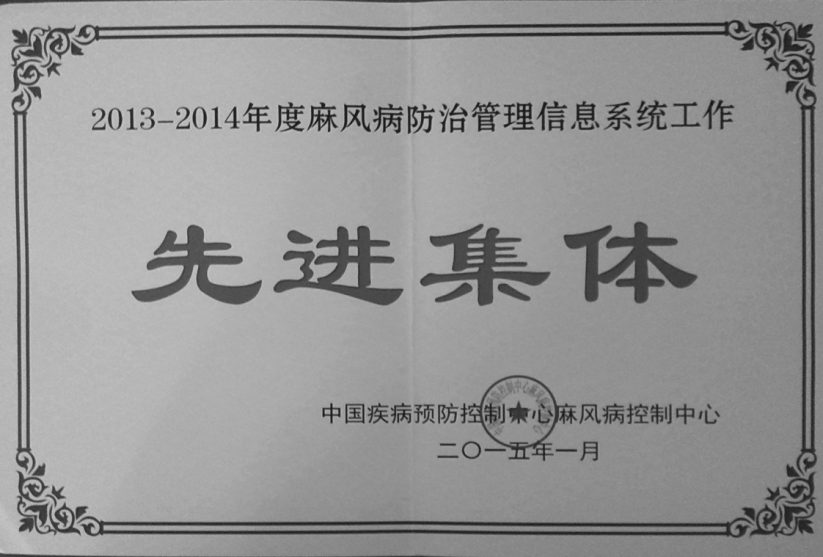 2013-2014年度麻风病防治管理信息系统工作
先进集体
中国疾病预防控制中心麻风病控制中心
二〇一五年一月